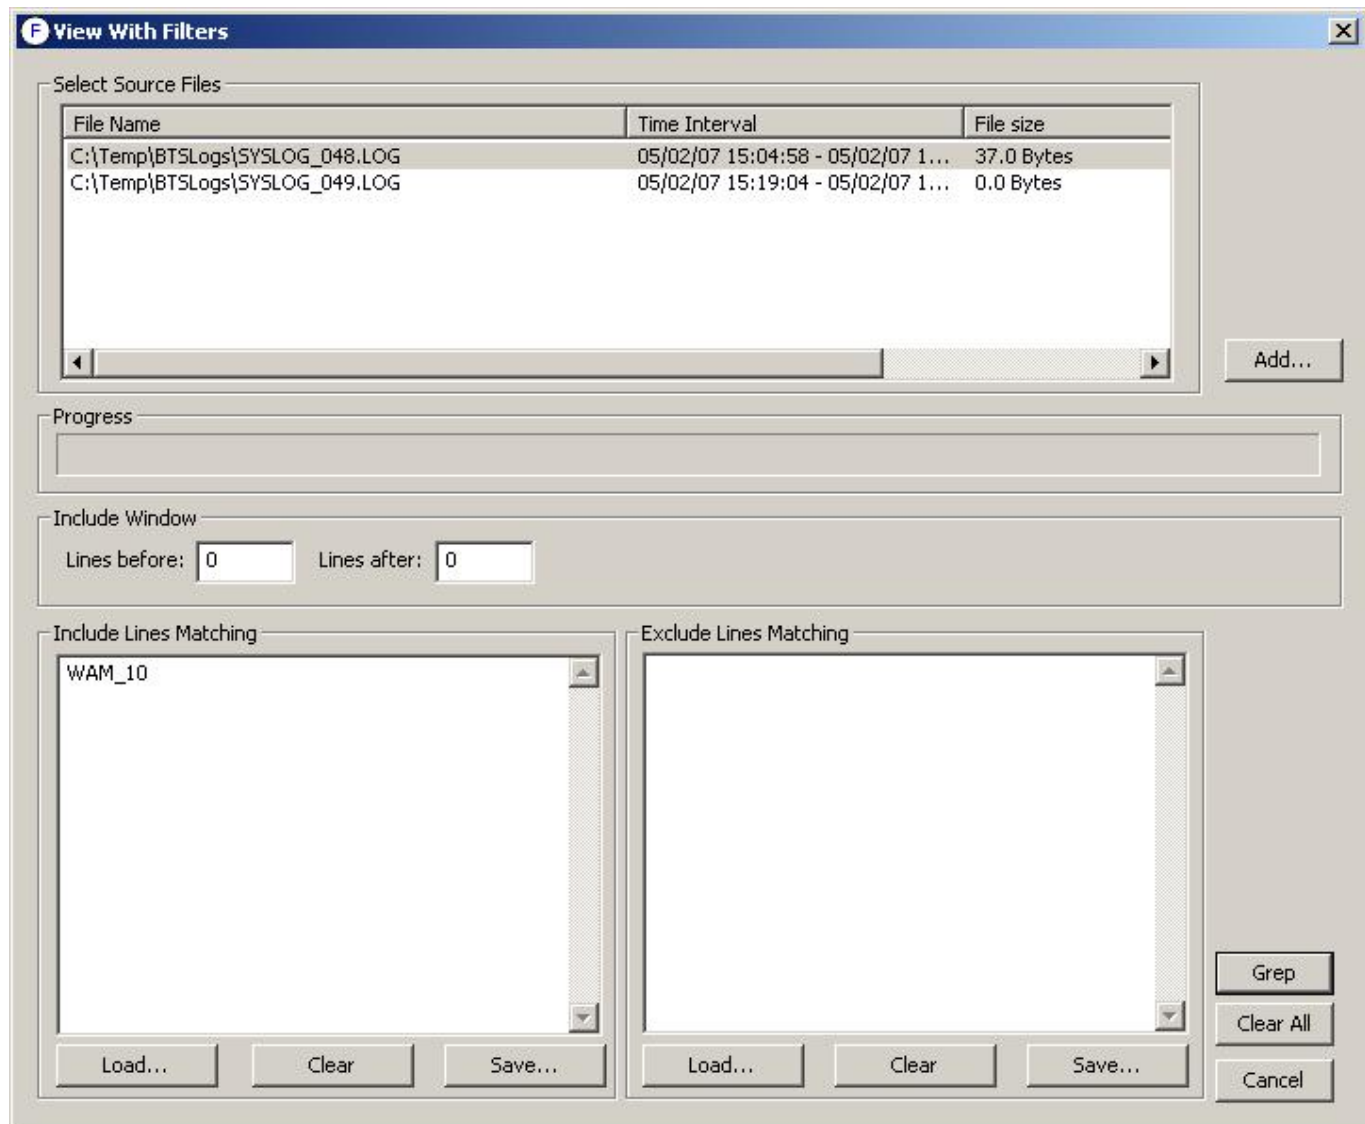 F View With Filters
Select Source Files
File Name Time Interval File size
C:\Temp\BTSLogs\SYSLOG_048.LOG 05/02/07 15:04:58 - 05/02/07 1... 37.0 Bytes
C:\Temp\BTSLogs\SYSLOG_049.LOG 05/02/07 15:19:04 - 05/02/07 1... 0.0 Bytes
Add...
Progress
Include Window
Lines before: 0 Lines after: 0
Include Lines Matching Exclude Lines Matching
WAM_10
Grep
Clear All
Load... Clear Save... Load... Clear Save...
Cancel